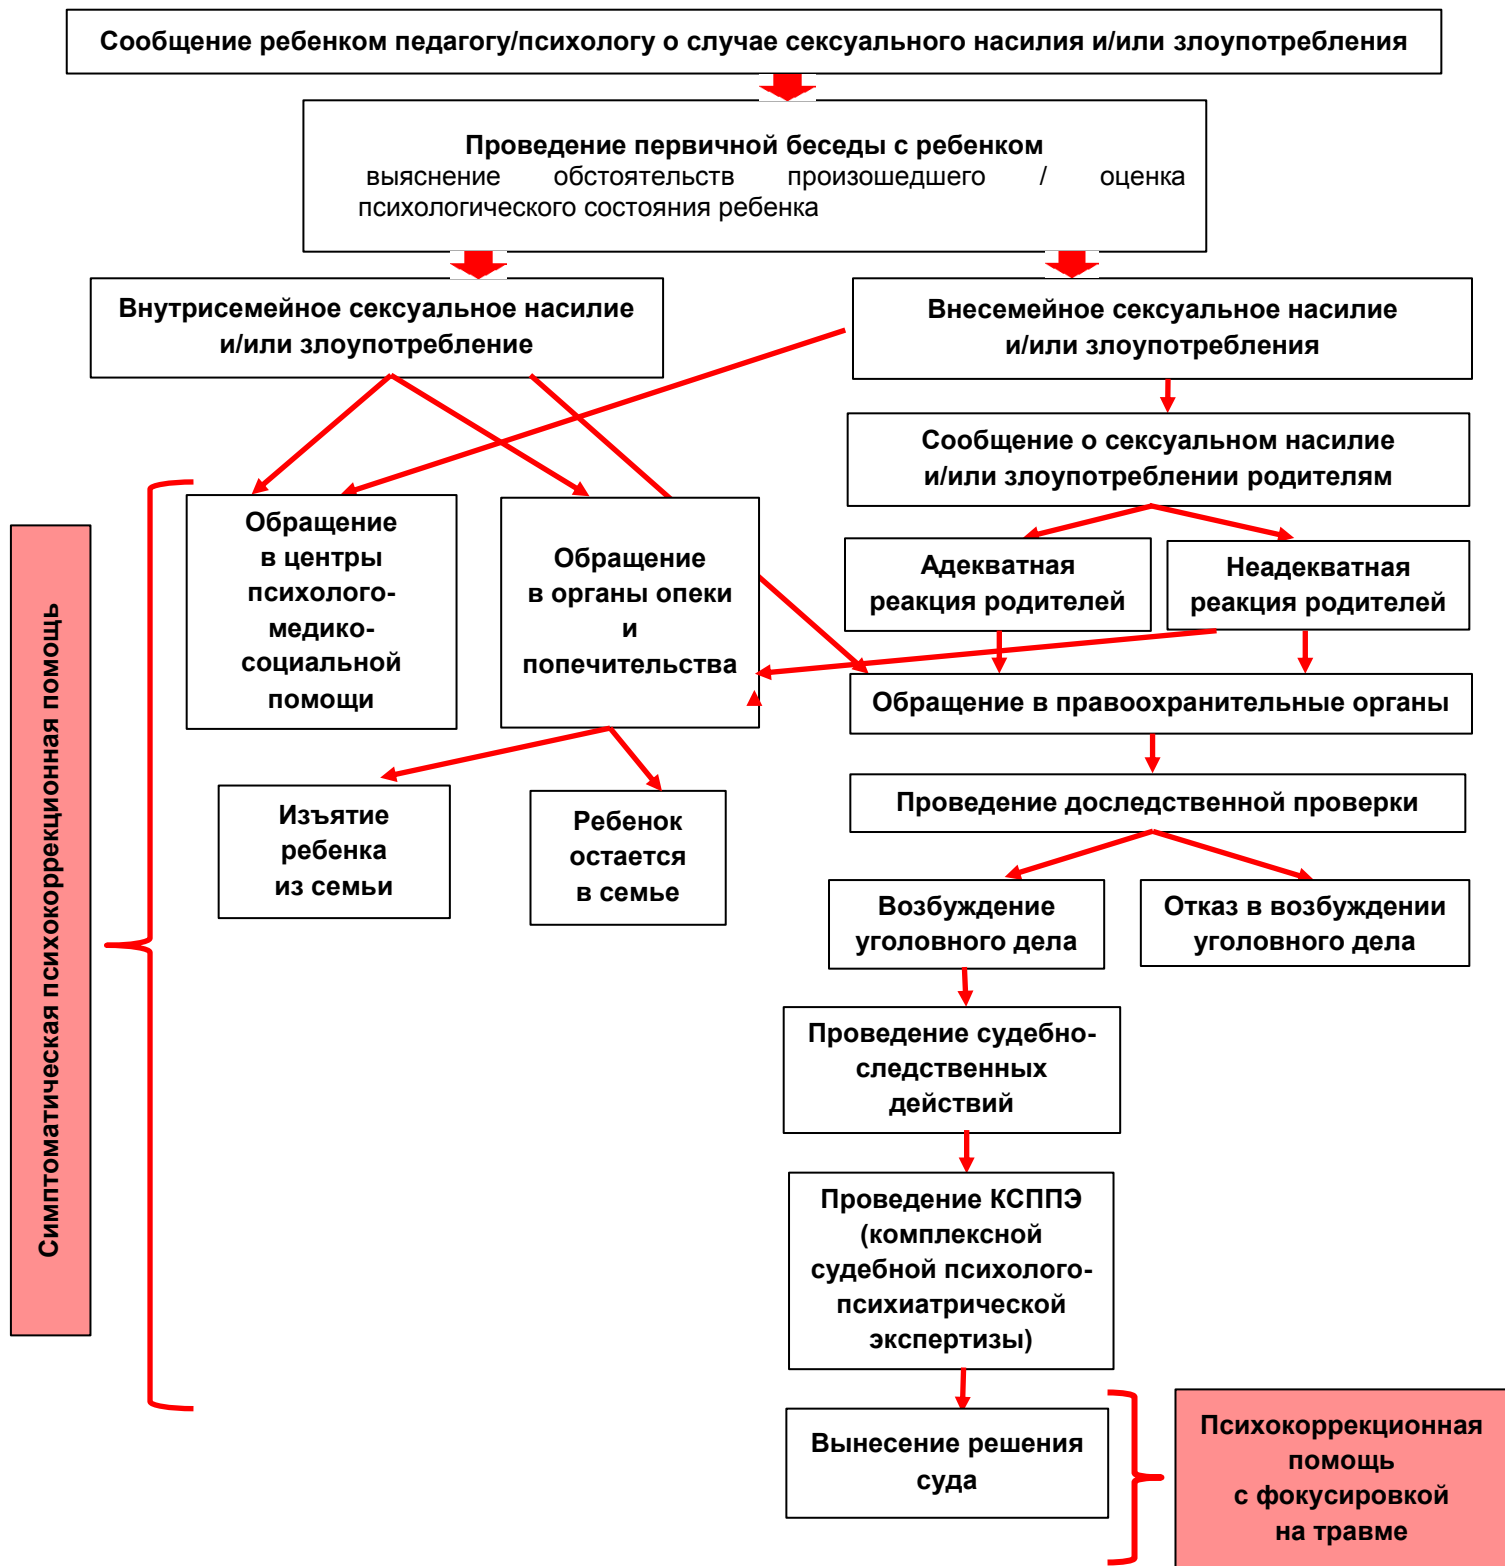 Сообщение ребенком педагогу/психологу о случае сексуального насилия и/или злоупотребления
Проведение первичной беседы с ребенком
выяснение обстоятельств произошедшего / оценка
психологического состояния ребенка
Внутрисемейное сексуальное насилие
и/или злоупотребление
Внесемейное сексуальное насилие
и/или злоупотребления
Сообщение о сексуальном насилие
и/или злоупотреблении родителям
Обращение
в центры
психолого-
медико-
социальной
помощи
Обращение
в органы опеки
и
попечительства
Адекватная
реакция родителей
Неадекватная
реакция родителей
Обращение в правоохранительные органы
Изъятие
ребенка
из семьи
Ребенок
остается
в семье
Проведение доследственной проверки
Возбуждение
уголовного дела
Отказ в возбуждении
уголовного дела
Проведение судебно-
следственных
действий
Проведение КСППЭ
(комплексной
судебной психолого-
психиатрической
экспертизы)
Вынесение решения
суда
Симптоматическая психокоррекционная помощь
Психокоррекционная
помощь
с фокусировкой
на травме